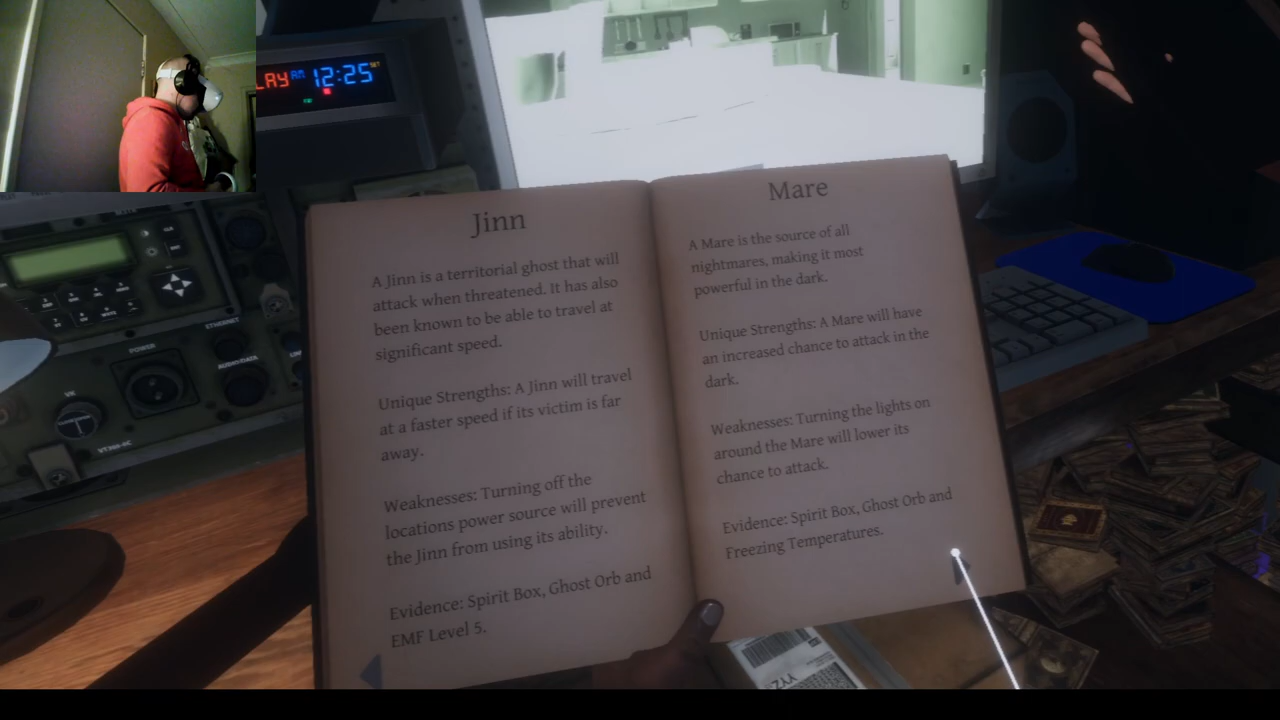 LAY AM 12:25
Jinn
A Jinn is a territorial ghost that will
attack when threatened. It has also
been known to be able to travel at
significant speed.
Unique Strengths: A Jinn will travel
at a faster speed if its victim is far
away.
Weaknesses: Turning off the
locations power source will prevent
the Jinn from using its ability.
Evidence: Spirit Box, Ghost Orb and
EMF Level 5.
Mare
A Mare is the source of all
nightmares, making it most
powerful in the dark.
Unique Strengths: A Mare will have
an increased chance to attack in the
dark.
Weaknesses: Turning the lights on
around the Mare will lower its
chance to attack.
Evidence: Spirit Box, Ghost Orb and
Freezing Temperatures.
ETHERNET
POWER
AUDIO/DATA